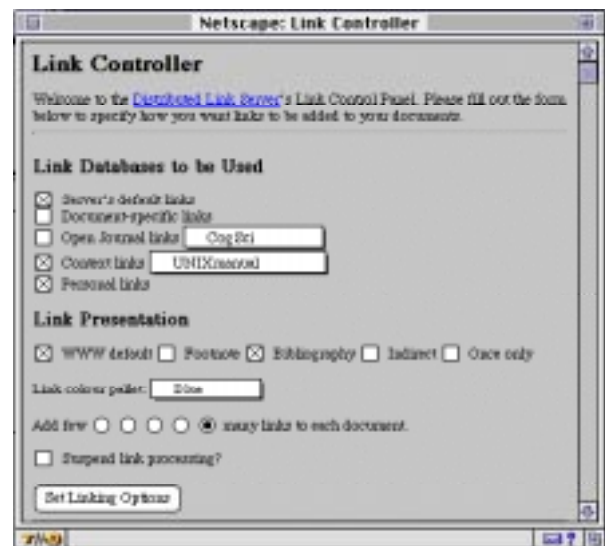 Netscape: Link Controller
Link Controller
Welcome to the Distributed Link Server's Link Control Panel. Please fill out the form
below to specify how you want links to be added to your documents.
Link Databases to be Used
Server's default links
Document-specific links
Open Journal links CogSci
Context links UNIXmanual
Personal links
Link Presentation
WWW default Footnote Bibliography Indirect Once only
Link colour pallet: Blue
Add few many links to each document.
Suspend link processing?
Set Linking Options